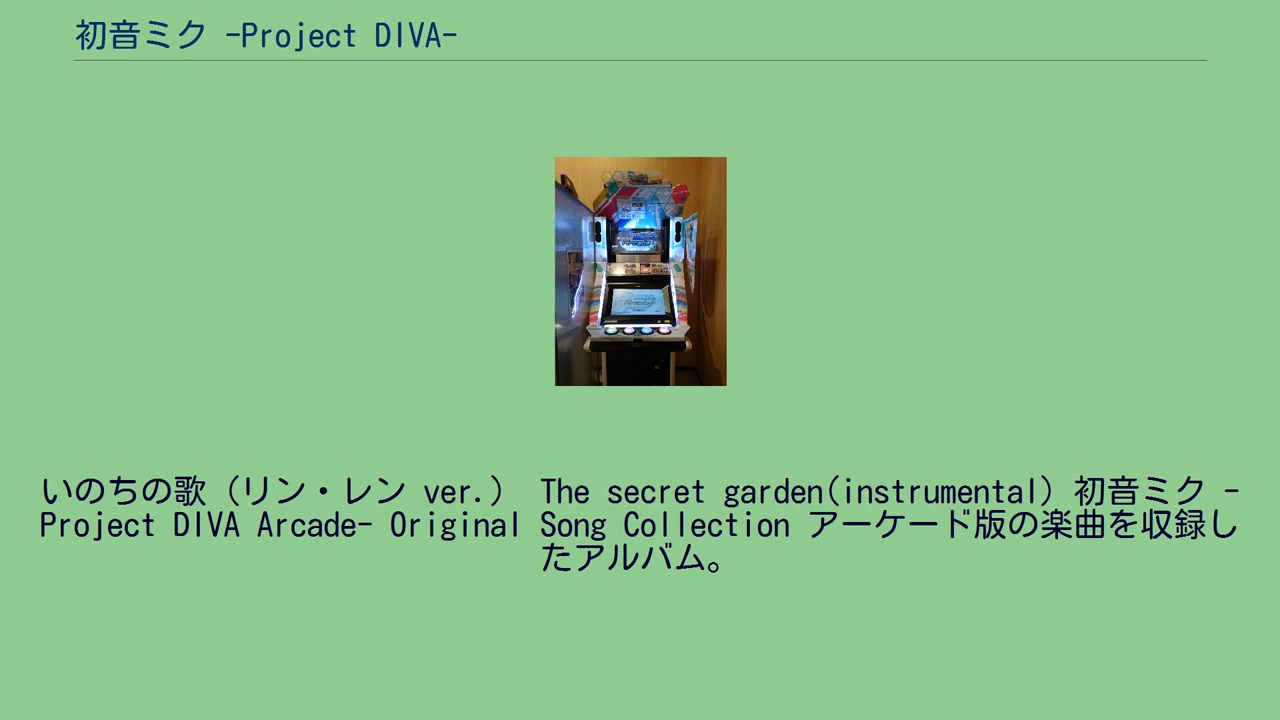 初音ミク -Project DIVA-
いのちの歌（リン・レン ver.） The secret garden(instrumental) 初音ミク -
Project DIVA Arcade- Original Song Collection アーケード版の楽曲を収録し
たアルバム。